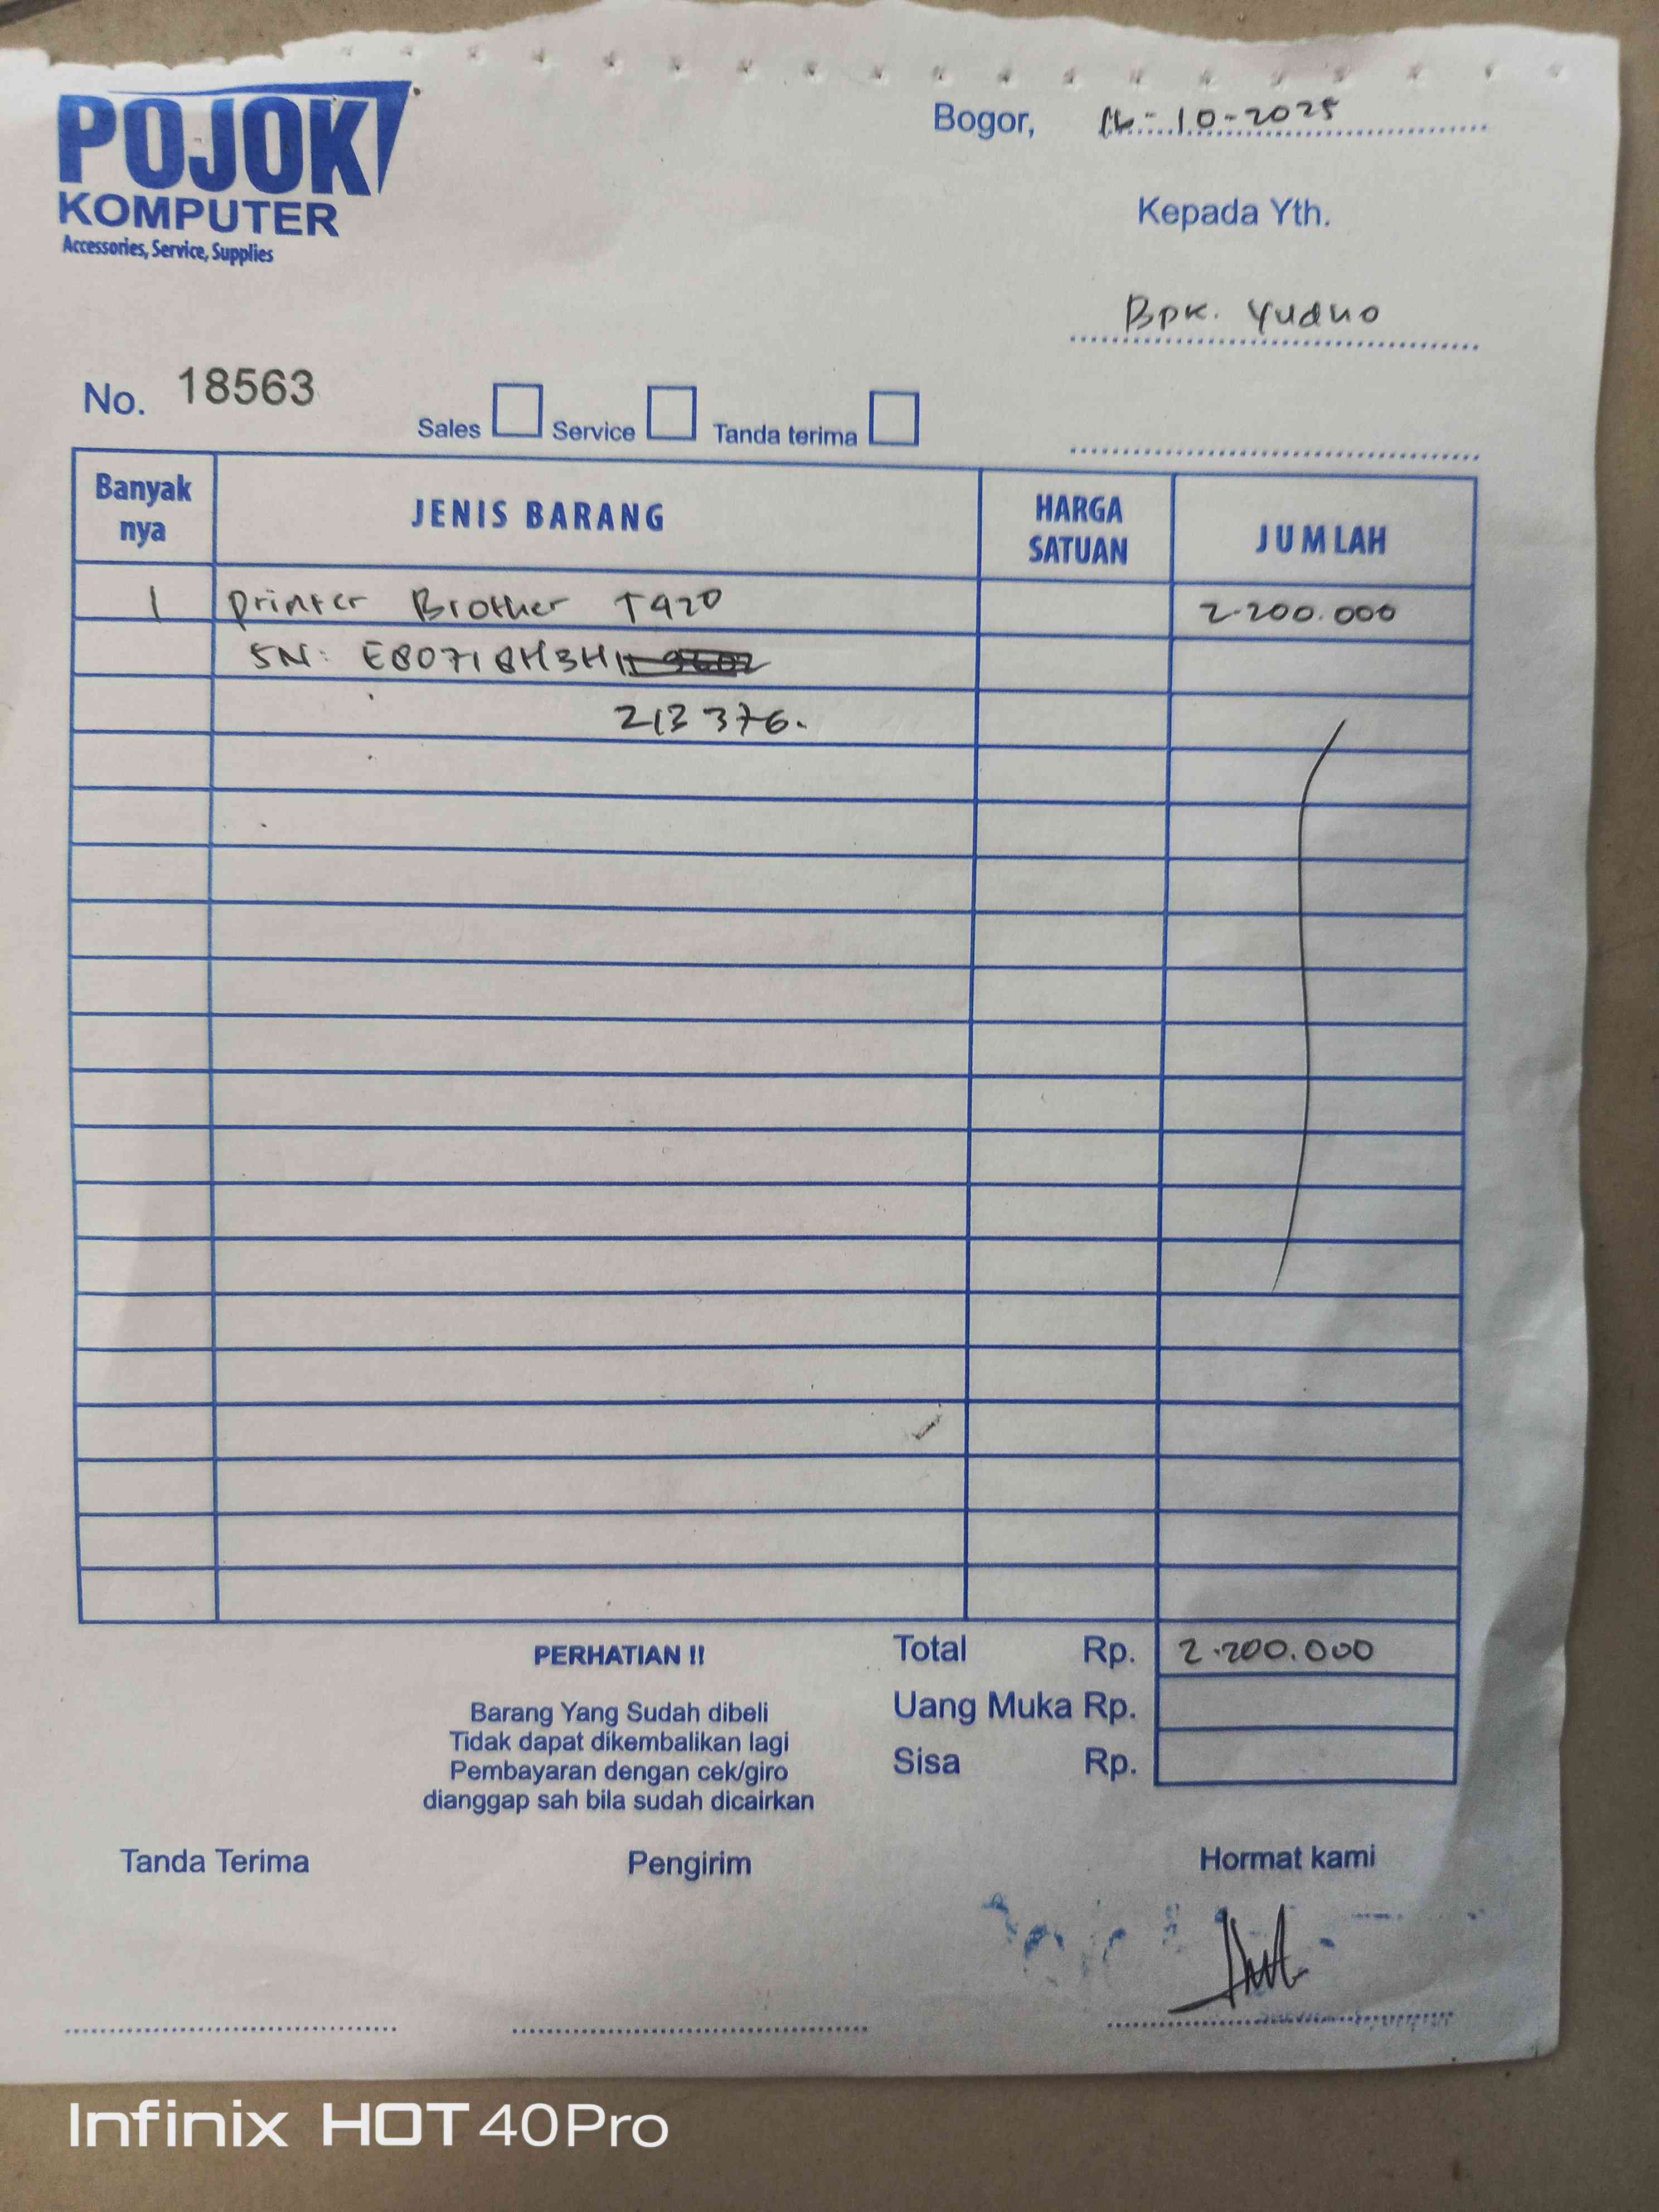 POJOK
KOMPUTER
Accessories, Service, Supplies
Bogor, 16-10-2025
Kepada Yth.
Bpk. Yudho
No. 18563
Sales Service Tanda terima
Banyak nya JENIS BARANG HARGA SATUAN JUMLAH
1 Printer Brother T420 2.200.000
SN:
213376.
PERHATIAN !!
Barang Yang Sudah dibeli
Tidak dapat dikembalikan lagi
Pembayaran dengan cek/giro
dianggap sah bila sudah dicairkan
Total Rp. 2.200.000
Uang Muka Rp.
Sisa Rp.
Tanda Terima Pengirim Hormat kami
Infinix HOT 40Pro